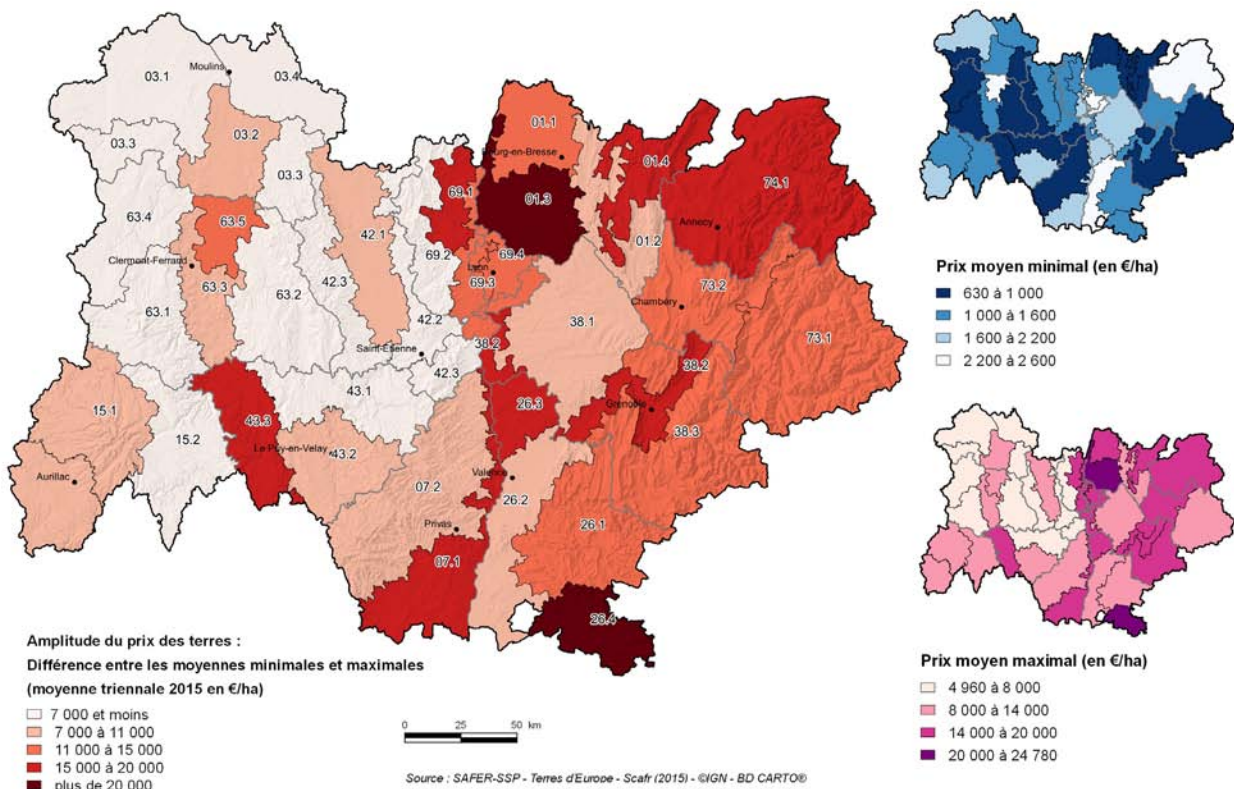 03.1
Moulins
03.4
03.2
03.3
03.3
01.1
Bourg-en-Bresse
01.4
69.1
01.3
74.1
63.4
63.5
42.1
Annecy
01.2
Clermont-Ferrand
69.2
69.4
Lyon
69.3
63.3
63.2
42.3
73.2
Chambéry
63.1
42.2
38.1
73.1
Saint-Etienne
38.2
42.3
38.2
43.1
26.3
Grenoble
15.1
43.3
38.3
15.2
Le Puy-en-Velay
43.2
Aurillac
07.2
Valence
26.2
Privas
26.1
07.1
26.4
Amplitude du prix des terres :
Différence entre les moyennes minimales et maximales
(moyenne triennale 2015 en €/ha)
7 000 et moins
7 000 à 11 000
11 000 à 15 000
15 000 à 20 000
plus de 20 000
0 25 50 km
Source : SAFER-SSP - Terres d'Europe - Scafr (2015) - ©IGN - BD CARTO®
Prix moyen minimal (en €/ha)
630 à 1 000
1 000 à 1 600
1 600 à 2 200
2 200 à 2 600
Prix moyen maximal (en €/ha)
4 960 à 8 000
8 000 à 14 000
14 000 à 20 000
20 000 à 24 780